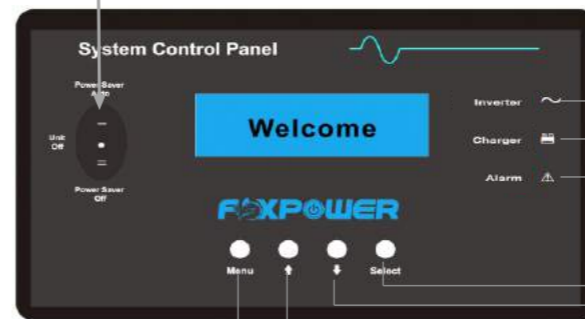 System Control Panel
Power Saver
Auto
Unit
Off
Power Saver
Off
Welcome
Inverter
Charger
Alarm
FOXPOWER
Menu
Select